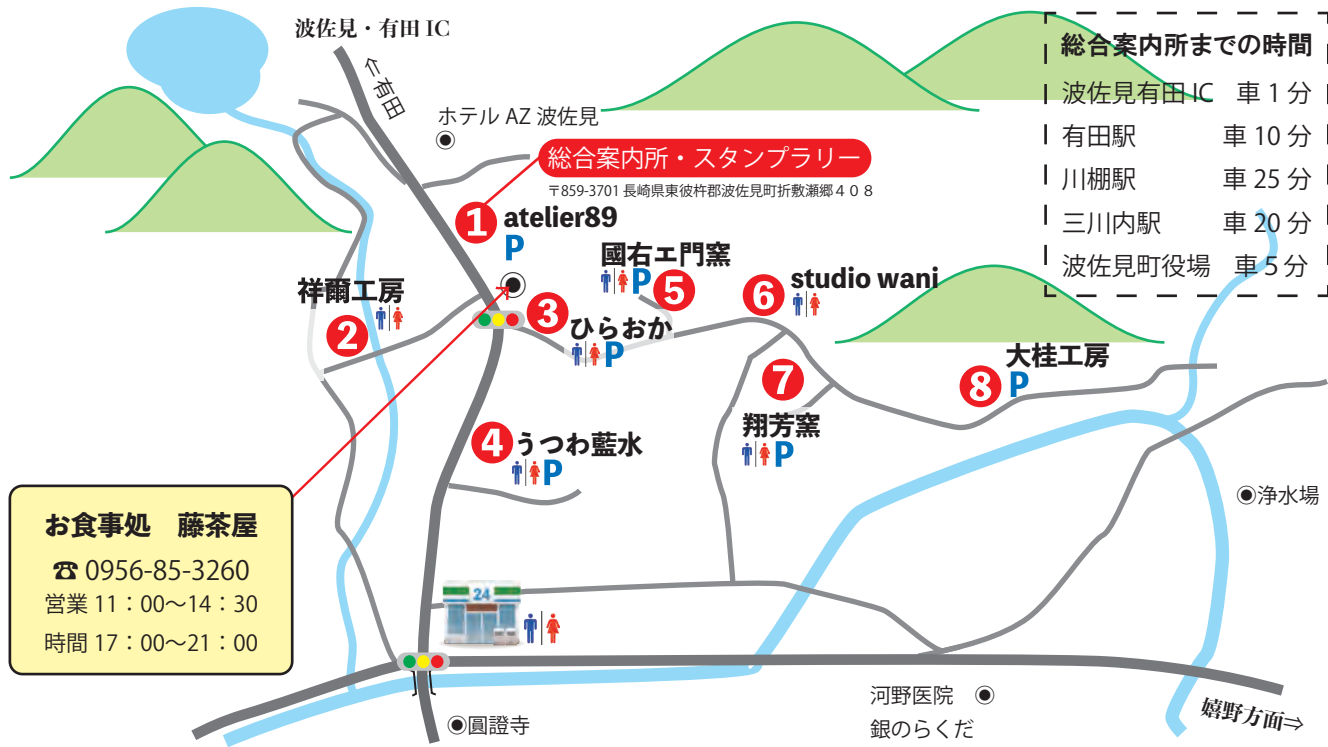 波佐見・有田 IC
⇐有田
ホテル AZ 波佐見
総合案内所・スタンプラリー
〒859-3701 長崎県東彼杵郡波佐見町折敷瀬郷４０８
総合案内所までの時間
波佐見有田 IC 車 1 分
有田駅 車 10 分
川棚駅 車 25 分
三川内駅 車 20 分
波佐見町役場 車 5 分
1 atelier89
P
國右ェ門窯
P 5
6 studio wani
祥爾工房
2
3 ひらおか
P
7
翔芳窯
P
大桂工房
8 P
4 うつわ藍水
P
お食事処 藤茶屋
☎ 0956-85-3260
営業 11：00〜14：30
時間 17：00〜21：00
24
浄水場
圓證寺
河野医院
銀のらくだ
嬉野方面⇒